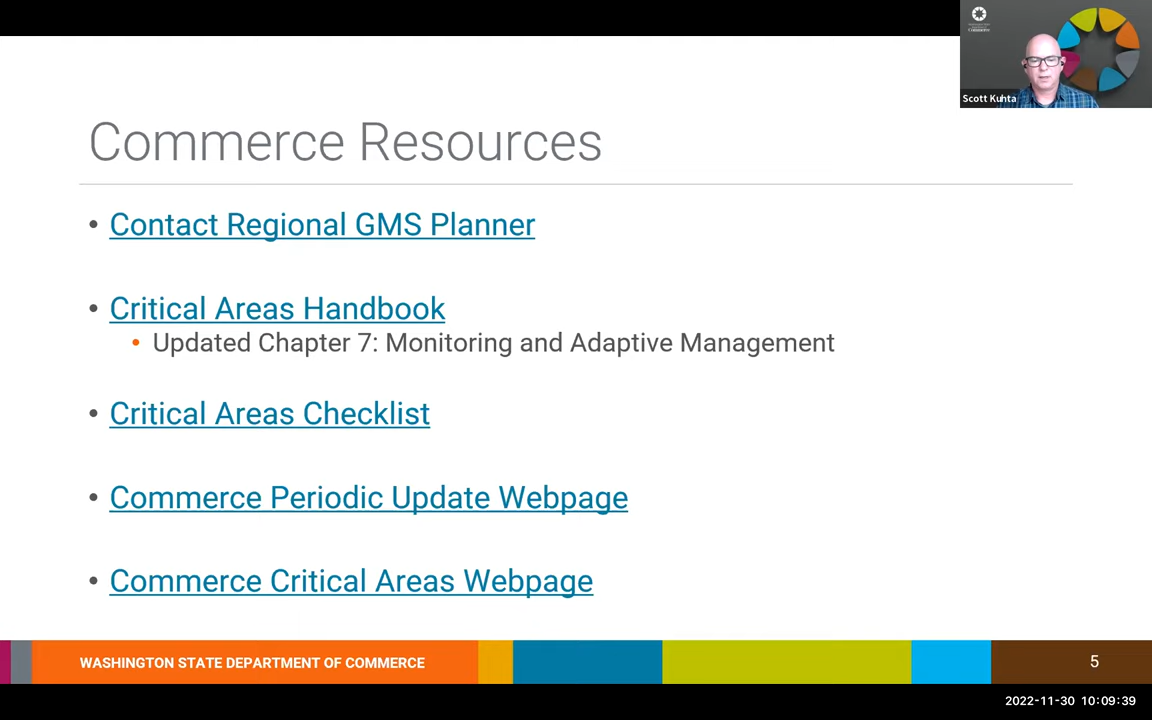 Commerce
Scott Kuhta
Commerce Resources
• Contact Regional GMS Planner
• Critical Areas Handbook
• Updated Chapter 7: Monitoring and Adaptive Management
• Critical Areas Checklist
• Commerce Periodic Update Webpage
• Commerce Critical Areas Webpage
WASHINGTON STATE DEPARTMENT OF COMMERCE
5
2022-11-30 10:09:39